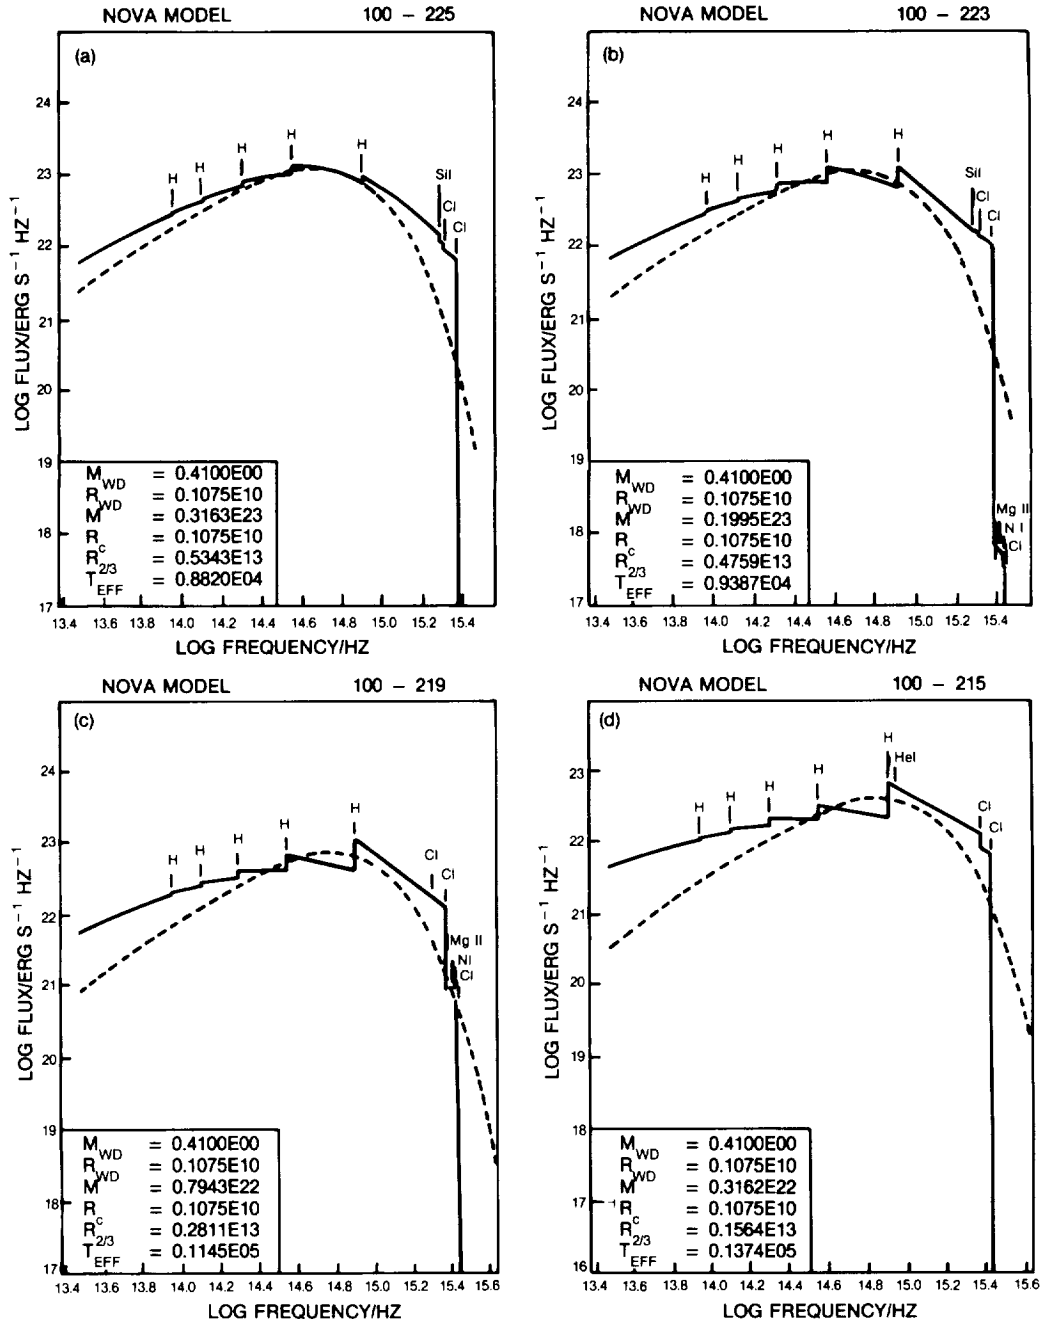 NOVA MODEL 100 – 225
(a)
24
23
22
21
20
19
18
17
H H H H H
SiI
CI
CI
LOG FLUX/ERG S⁻¹ HZ⁻¹
M_WD = 0.4100E00
R_WD = 0.1075E10
M = 0.3163E23
R_c = 0.1075E10
R_2/3 = 0.5343E13
T_EFF = 0.8820E04
13.4 13.6 13.8 14.0 14.2 14.4 14.6 14.8 15.0 15.2 15.4
LOG FREQUENCY/HZ
NOVA MODEL 100 – 223
(b)
24
23
22
21
20
19
18
17
H H H H H
SiI
CI
CI
Mg II
N I
CI
LOG FLUX/ERG S⁻¹ HZ⁻¹
M_WD = 0.4100E00
R_WD = 0.1075E10
M = 0.1995E23
R_c = 0.1075E10
R_2/3 = 0.4759E13
T_EFF = 0.9387E04
13.4 13.6 13.8 14.0 14.2 14.4 14.6 14.8 15.0 15.2 15.4
LOG FREQUENCY/HZ
NOVA MODEL 100 – 219
(c)
24
23
22
21
20
19
18
17
H H H H H
CI
CI
Mg II
NI
CI
LOG FLUX/ERG S⁻¹ HZ⁻¹
M_WD = 0.4100E00
R_WD = 0.1075E10
M = 0.7943E22
R_c = 0.1075E10
R_2/3 = 0.2811E13
T_EFF = 0.1145E05
13.4 13.6 13.8 14.0 14.2 14.4 14.6 14.8 15.0 15.2 15.4 15.6
LOG FREQUENCY/HZ
NOVA MODEL 100 – 215
(d)
23
22
21
20
19
18
17
16
H H H H H
HeI
CI
CI
LOG FLUX/ERG S⁻¹ HZ⁻¹
M_WD = 0.4100E00
R_WD = 0.1075E10
M = 0.3162E22
R_c = 0.1075E10
R_2/3 = 0.1564E13
T_EFF = 0.1374E05
13.4 13.6 13.8 14.0 14.2 14.4 14.6 14.8 15.0 15.2 15.4 15.6
LOG FREQUENCY/HZ